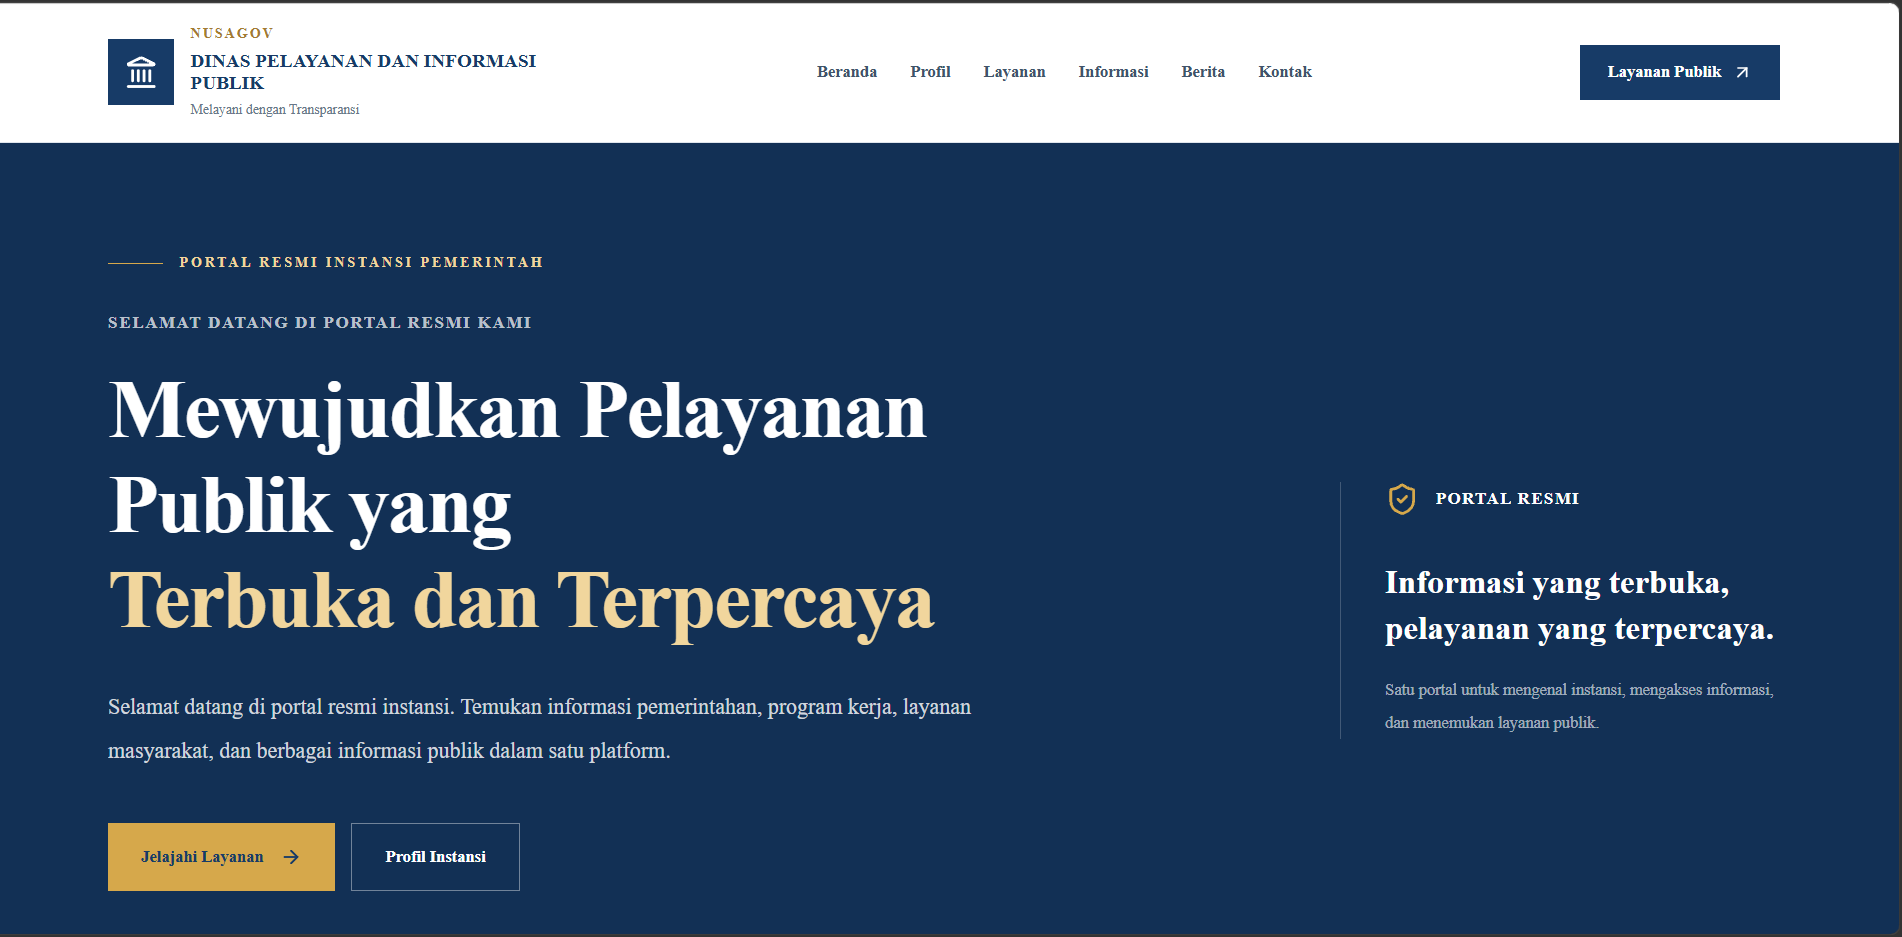 NUSAGOV
DINAS PELAYANAN DAN INFORMASI
PUBLIK
Melayani dengan Transparansi
Beranda
Profil
Layanan
Informasi
Berita
Kontak
Layanan Publik
PORTAL RESMI INSTANSI PEMERINTAH
SELAMAT DATANG DI PORTAL RESMI KAMI
Mewujudkan Pelayanan
Publik yang
Terbuka dan Terpercaya
Selamat datang di portal resmi instansi. Temukan informasi pemerintahan, program kerja, layanan
masyarakat, dan berbagai informasi publik dalam satu platform.
Jelajahi Layanan
Profil Instansi
PORTAL RESMI
Informasi yang terbuka,
pelayanan yang terpercaya.
Satu portal untuk mengenal instansi, mengakses informasi,
dan menemukan layanan publik.